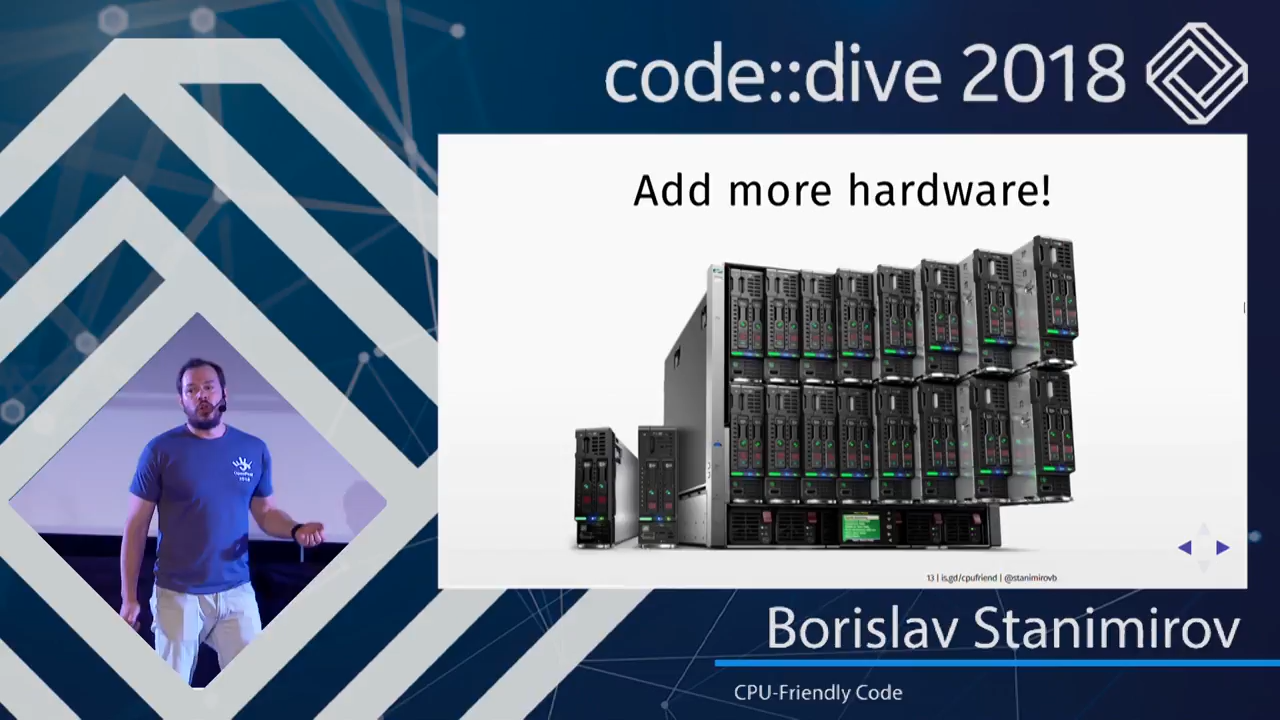 code::dive 2018
Add more hardware!
13 | is.gd/cpufriend | @stanimirovb
Borislav Stanimirov
CPU-Friendly Code